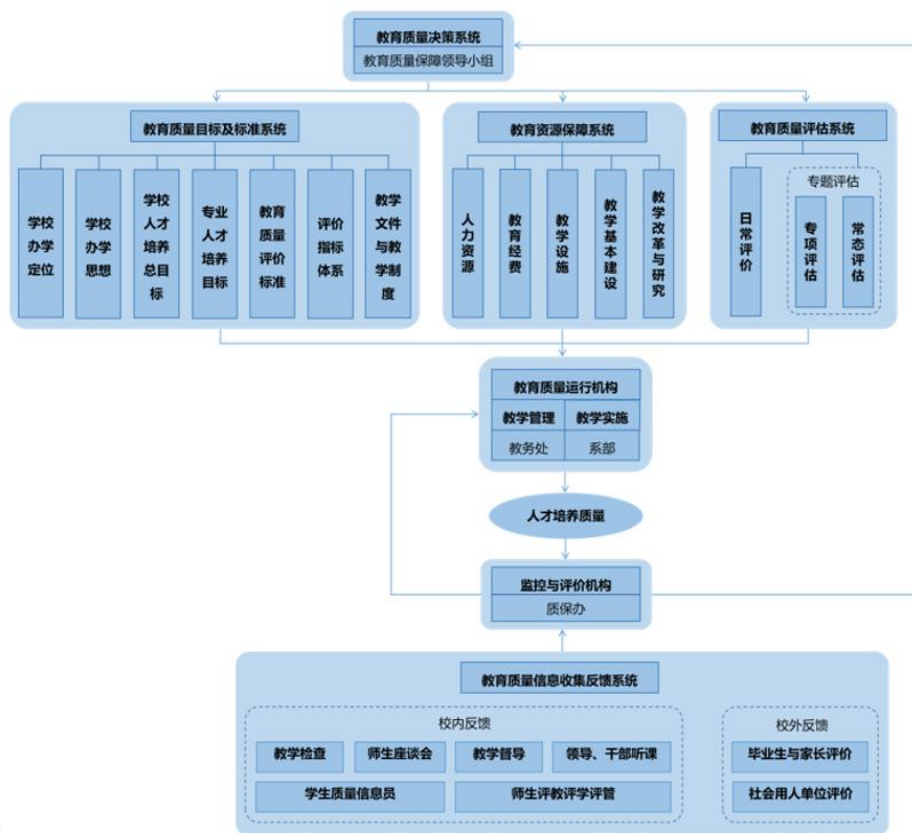 教育质量决策系统
教育质量保障领导小组
教育质量目标及标准系统
学校办学定位
学校办学思想
学校人才培养总目标
专业人才培养目标
教育质量评价标准
评价指标体系
教学文件与教学制度
教育资源保障系统
人力资源
教育经费
教学设施
教学基本建设
教学改革与研究
教育质量评估系统
日常评价
专题评估
专项评估
常态评估
教育质量运行机构
教学管理 教学实施
教务处 系部
人才培养质量
监控与评价机构
质保办
教育质量信息收集反馈系统
校内反馈
教学检查 师生座谈会 教学督导 领导、干部听课
学生质量信息员 师生评教评学评管
校外反馈
毕业生与家长评价
社会用人单位评价